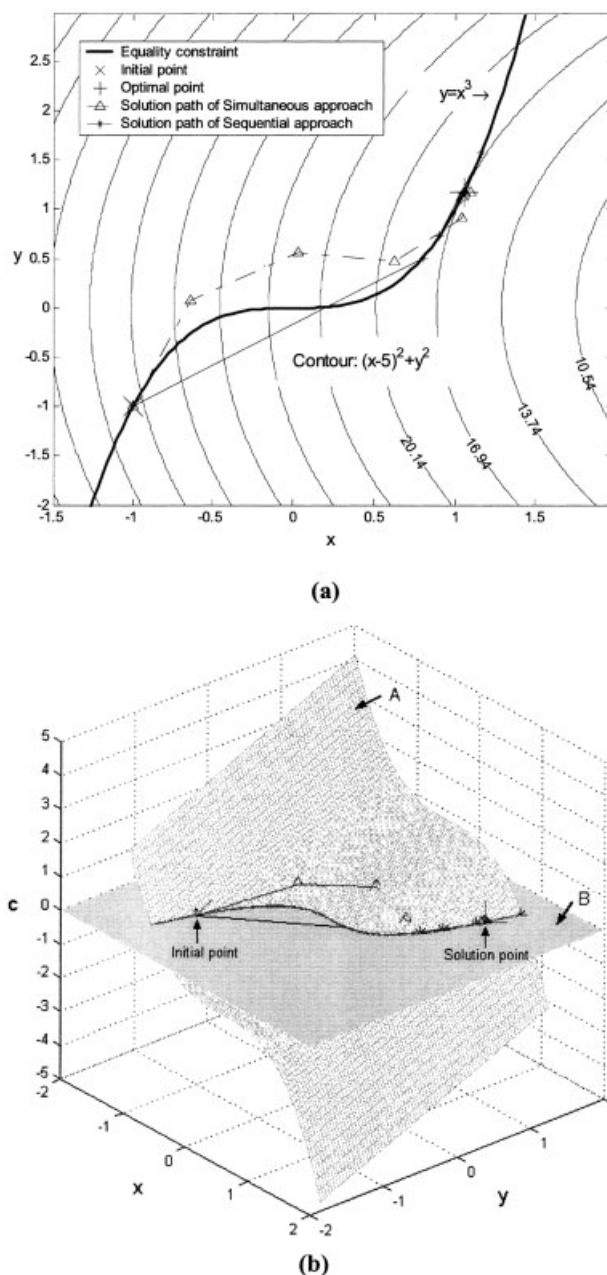 2.5
2
1.5
1
0.5
0
-0.5
-1
-1.5
-2
y
Equality constraint
Initial point
Optimal point
Solution path of Simultaneous approach
Solution path of Sequential approach
y=x³→
Contour: (x-5)²+y²
20.14
16.94
13.74
10.54
-1.5 -1 -0.5 0 0.5 1 1.5
x
(a)
A
B
5
4
3
2
1
0
-1
-2
-3
-4
-5
c
Initial point
Solution point
-2 -1 0 1 2
x
-2 -1 0 1
y
(b)